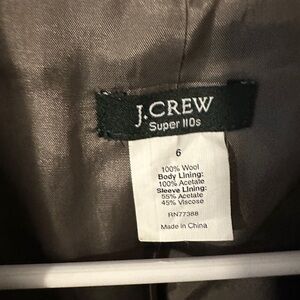 J.CREW
Super 110s
6
100% Wool
Body Lining:
100% Acetate
Sleeve Lining:
55% Acetate
45% Viscose
RN77388
Made in China